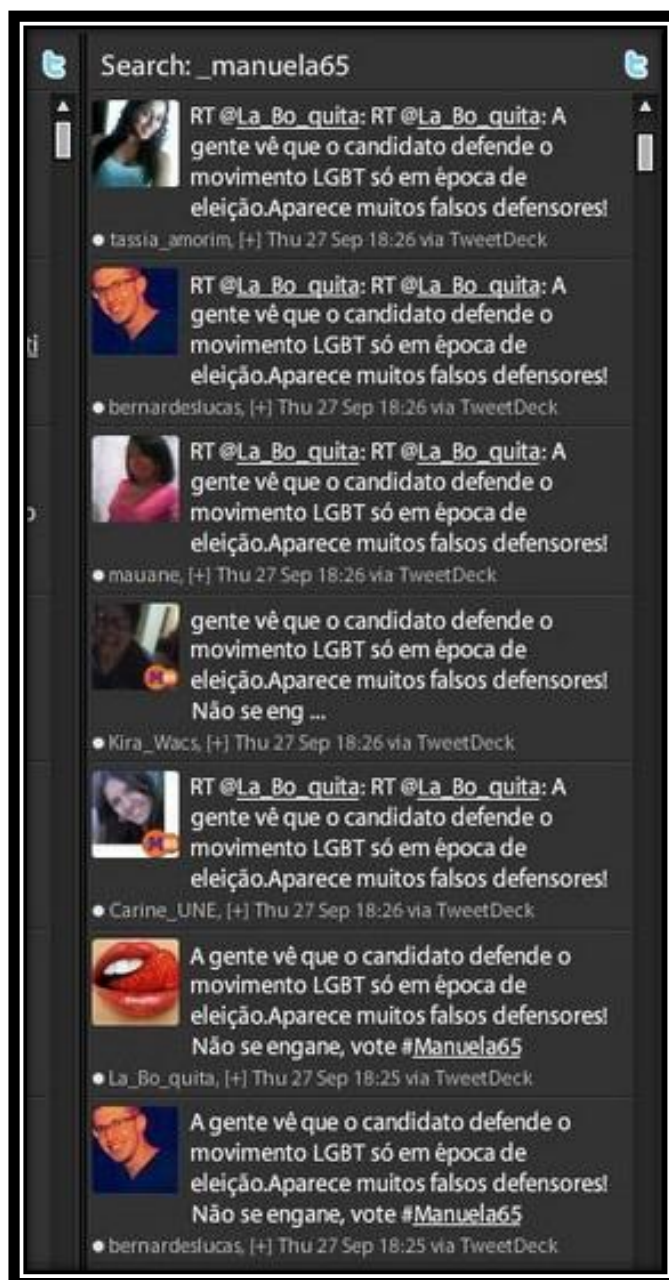 Search: _manuela65
RT @La_Bo_quita: RT @La_Bo_quita: A
gente vê que o candidato defende o
movimento LGBT só em época de
eleição.Aparece muitos falsos defensores!
tassia_amorim, [+] Thu 27 Sep 18:26 via TweetDeck
RT @La_Bo_quita: RT @La_Bo_quita: A
gente vê que o candidato defende o
movimento LGBT só em época de
eleição.Aparece muitos falsos defensores!
bernardeslucas, [+] Thu 27 Sep 18:26 via TweetDeck
RT @La_Bo_quita: RT @La_Bo_quita: A
gente vê que o candidato defende o
movimento LGBT só em época de
eleição.Aparece muitos falsos defensores!
mauane, [+] Thu 27 Sep 18:26 via TweetDeck
gente vê que o candidato defende o
movimento LGBT só em época de
eleição.Aparece muitos falsos defensores!
Não se eng ...
Kira_Wacs, [+] Thu 27 Sep 18:26 via TweetDeck
RT @La_Bo_quita: RT @La_Bo_quita: A
gente vê que o candidato defende o
movimento LGBT só em época de
eleição.Aparece muitos falsos defensores!
Carine_UNE, [+] Thu 27 Sep 18:26 via TweetDeck
A gente vê que o candidato defende o
movimento LGBT só em época de
eleição.Aparece muitos falsos defensores!
Não se engane, vote #Manuela65
La_Bo_quita, [+] Thu 27 Sep 18:25 via TweetDeck
A gente vê que o candidato defende o
movimento LGBT só em época de
eleição.Aparece muitos falsos defensores!
Não se engane, vote #Manuela65
bernardeslucas, [+] Thu 27 Sep 18:25 via TweetDeck